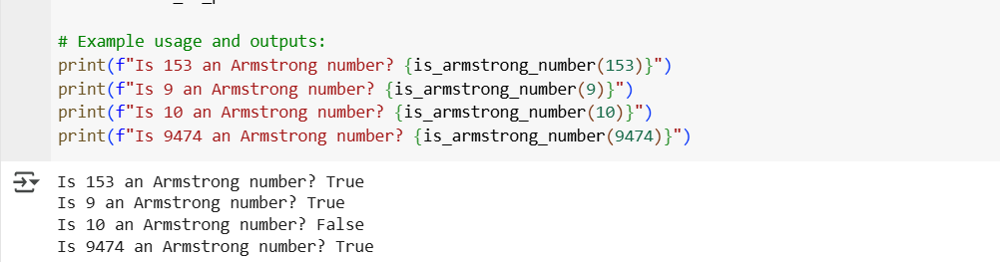 # Example usage and outputs:
print(f"Is 153 an Armstrong number? {is_armstrong_number(153)}")
print(f"Is 9 an Armstrong number? {is_armstrong_number(9)}")
print(f"Is 10 an Armstrong number? {is_armstrong_number(10)}")
print(f"Is 9474 an Armstrong number? {is_armstrong_number(9474)}")
Is 153 an Armstrong number? True
Is 9 an Armstrong number? True
Is 10 an Armstrong number? False
Is 9474 an Armstrong number? True